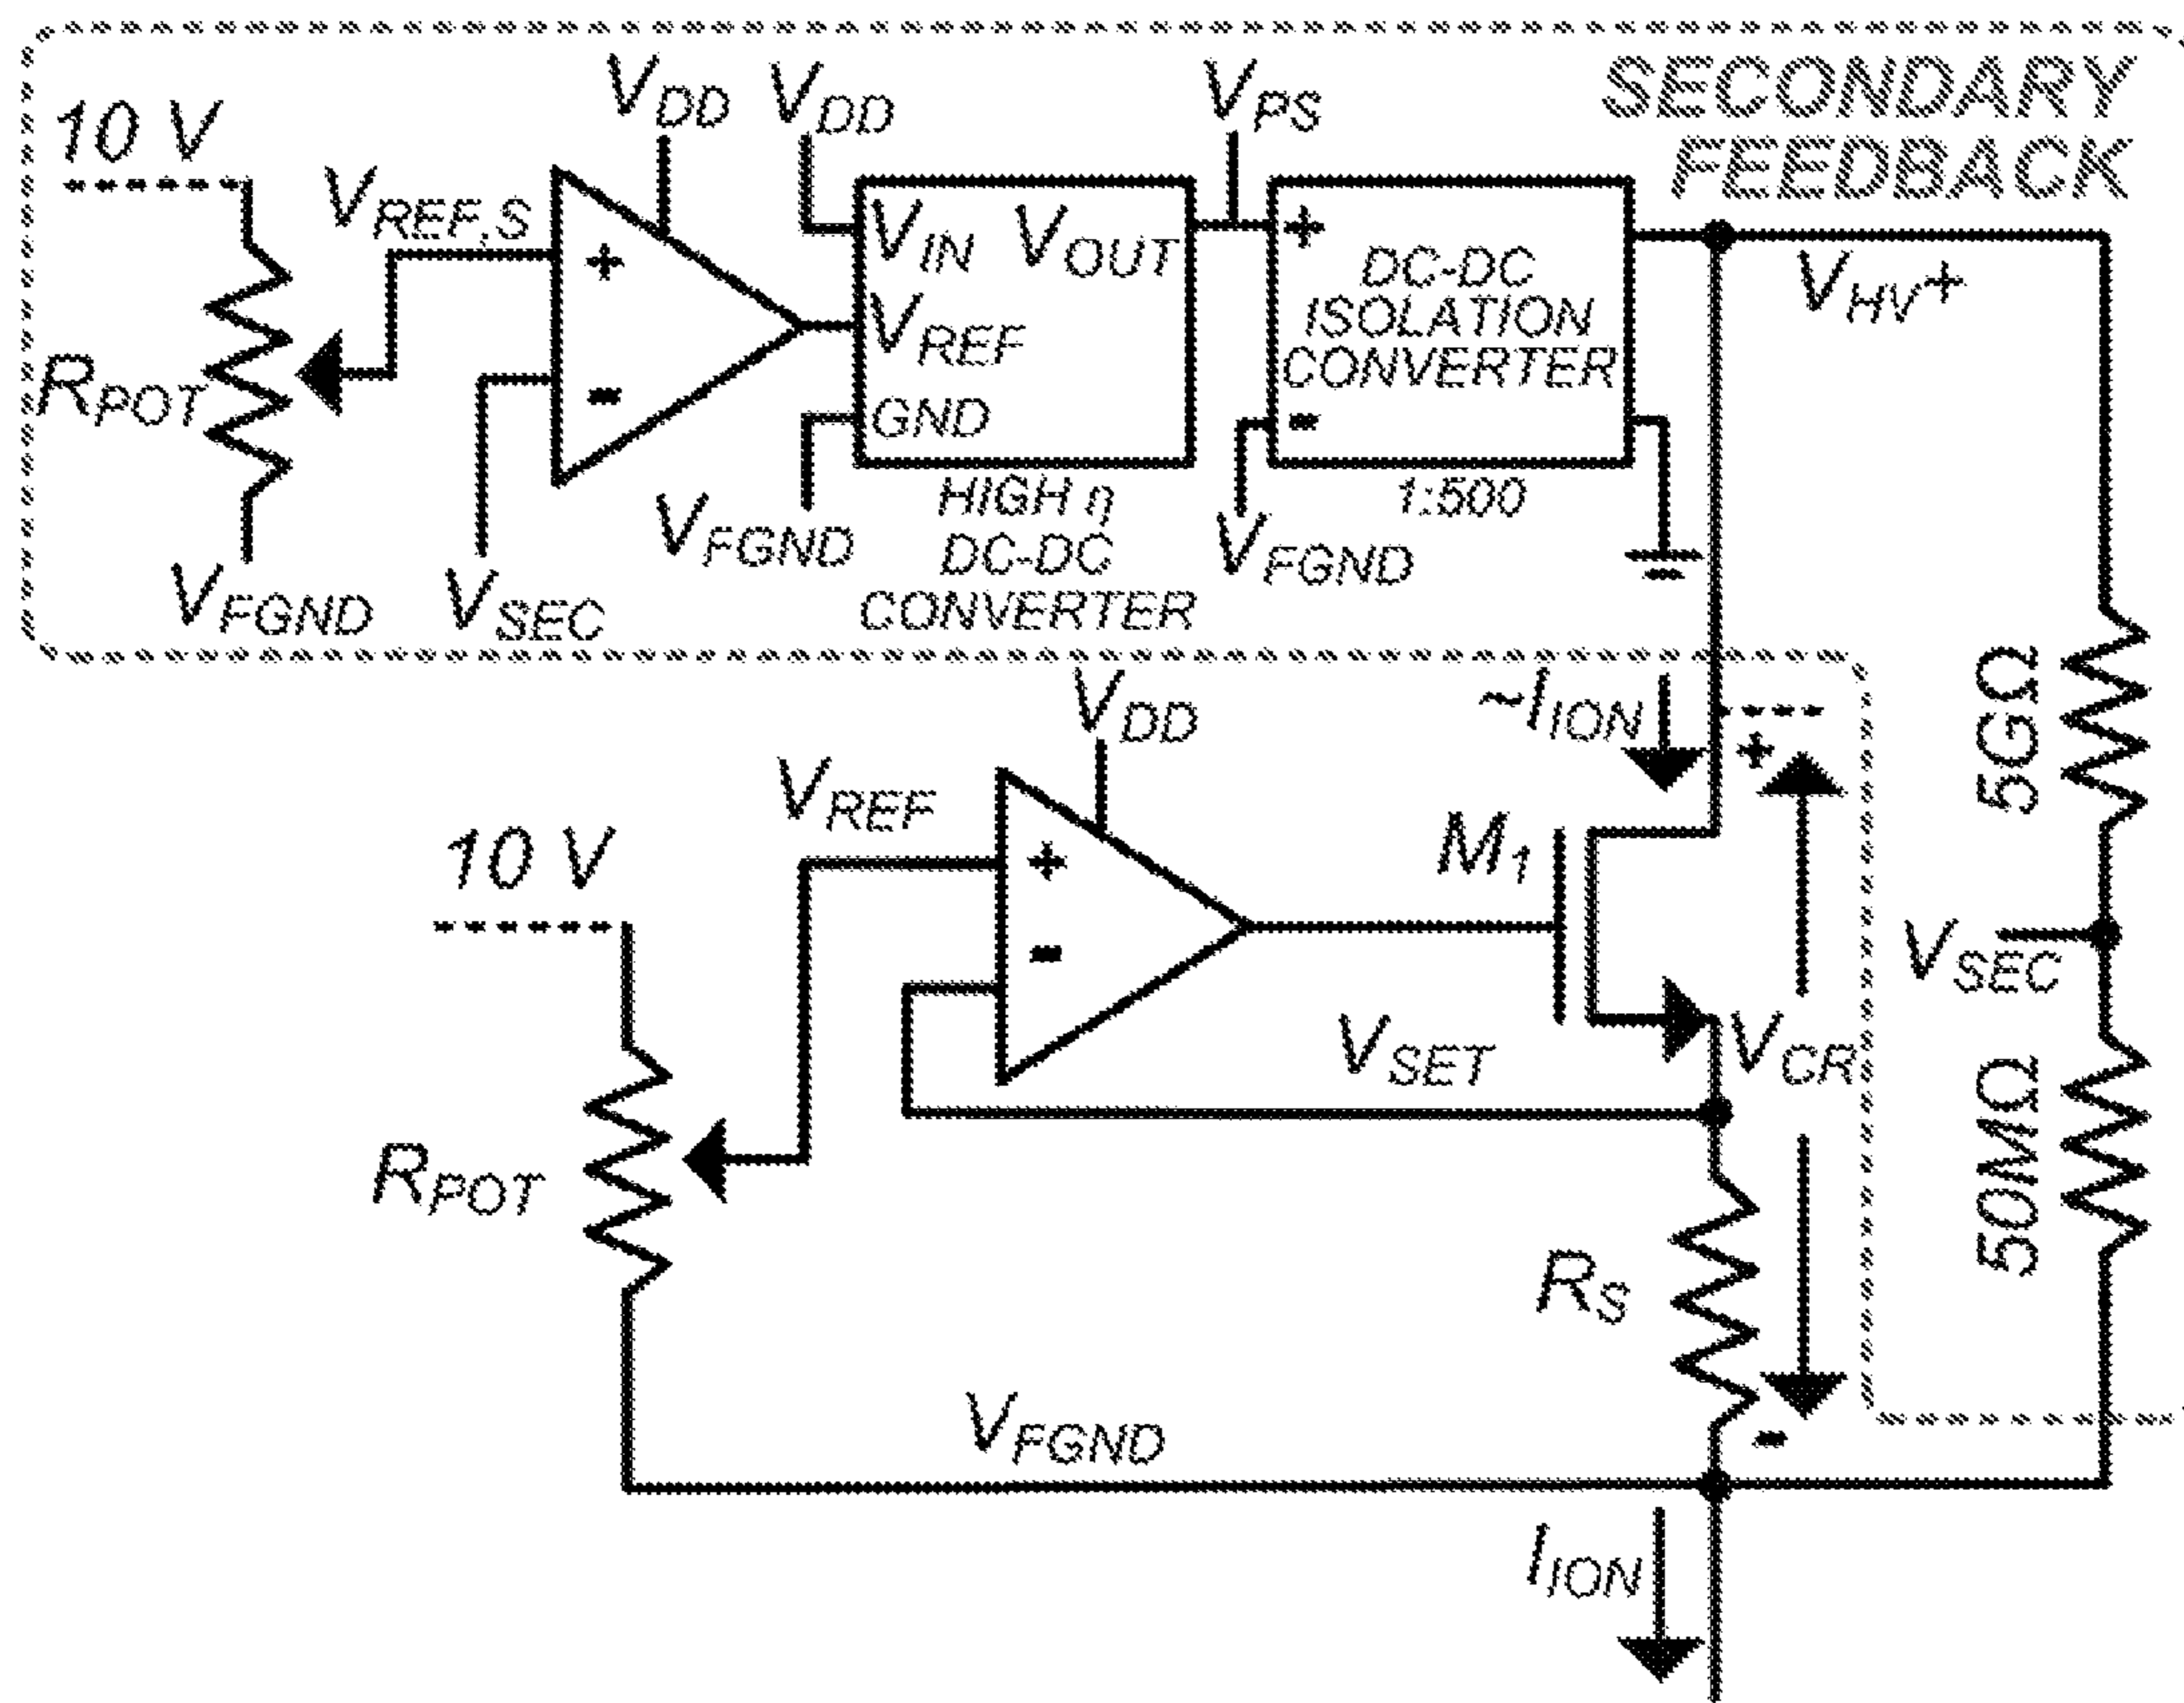 SECONDARY
FEEDBACK
10 V
V_DD
V_DD
V_PS
V_REF,S
+
-
V_IN
V_OUT
V_REF
GND
+
DC-DC
ISOLATION
CONVERTER
-
V_HV+
R_POT
V_FGND
V_SEC
V_FGND
HIGH η
DC-DC
CONVERTER
V_FGND
1:500
~I_ION
V_DD
+
5GΩ
10 V
V_REF
+
-
M_1
V_SEC
V_SET
V_CR
50MΩ
R_POT
R_S
-
V_FGND
I_ION